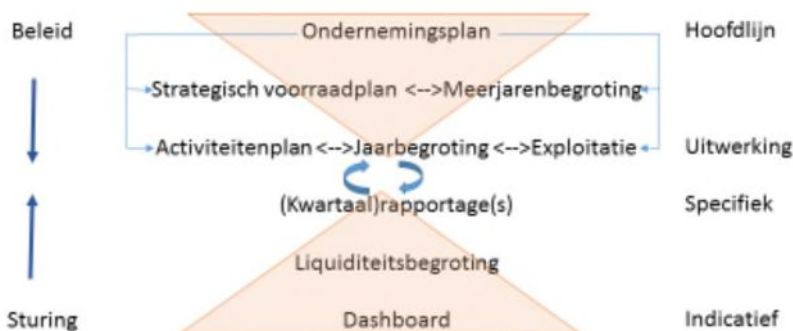 Beleid Ondernemingsplan Hoofdlijn
Strategisch voorraadplan <-->Meerjarenbegroting
Activiteitenplan <-->Jaarbegroting <-->Exploitatie Uitwerking
(Kwartaal)rapportage(s) Specifiek
Liquiditeitsbegroting
Sturing Dashboard Indicatief